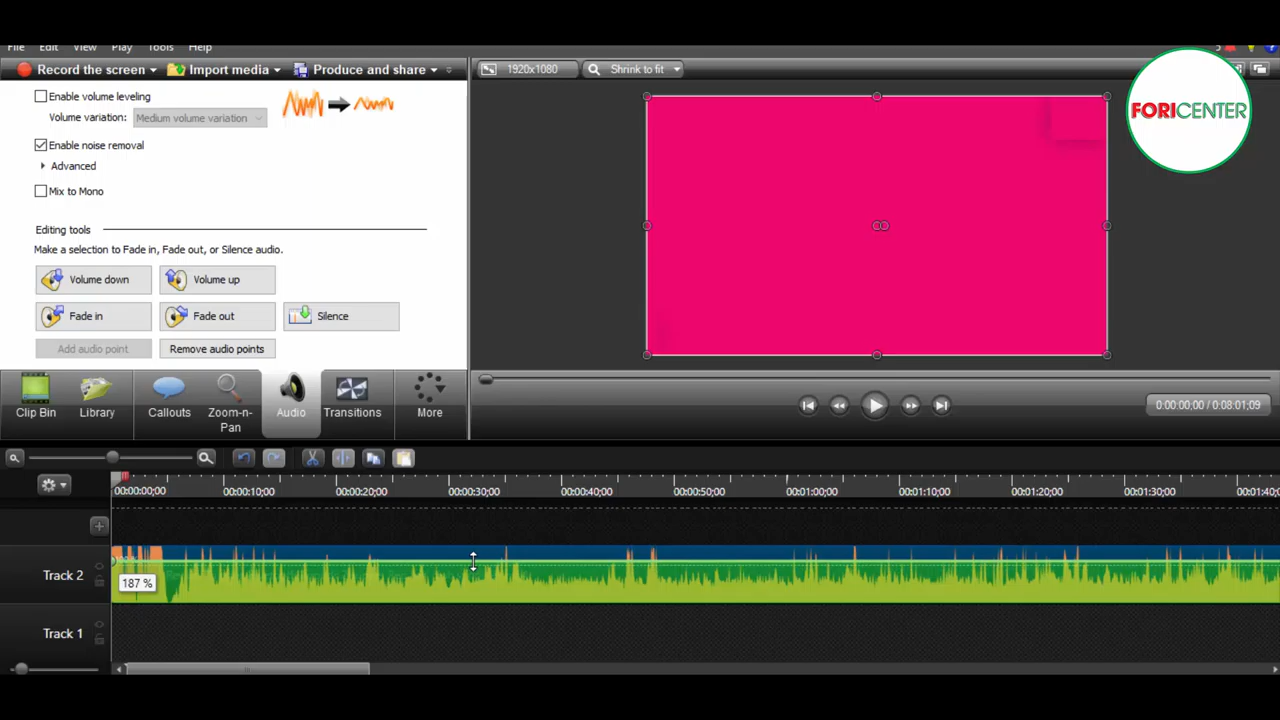 File Edit View Play Tools Help
Record the screen Import media Produce and share
1920x1080 Shrink to fit
FORICENTER
Enable volume leveling
Volume variation: Medium volume variation
Enable noise removal
Advanced
Mix to Mono
Editing tools
Make a selection to Fade in, Fade out, or Silence audio.
Volume down Volume up
Fade in Fade out Silence
Add audio point Remove audio points
Clip Bin Library Callouts Zoom-n-Pan Audio Transitions More
0:00:00;00 / 0:08:01;09
00:00:00;00 00:00:10;00 00:00:20;00 00:00:30;00 00:00:40;00 00:00:50;00 00:01:00;00 00:01:10;00 00:01:20;00 00:01:30;00 00:01:40
Track 2
187 %
Track 1